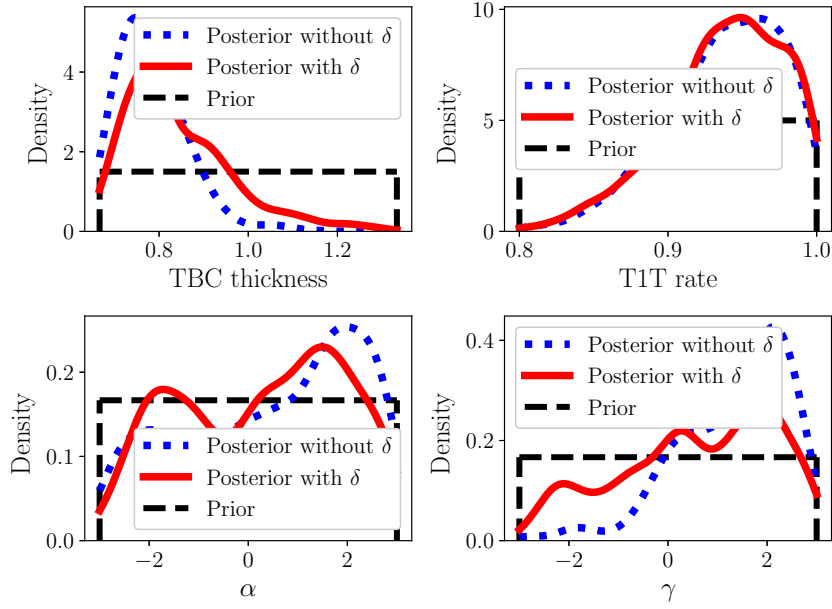 Density
4
2
0
Posterior without δ
Posterior with δ
Prior
0.8
1.0
1.2
TBC thickness
Density
10
5
0
Posterior without δ
Posterior with δ
Prior
0.8
0.9
1.0
T1T rate
Density
0.2
0.1
0.0
Posterior without δ
Posterior with δ
Prior
−2
0
2
α
Density
0.4
0.2
0.0
Posterior without δ
Posterior with δ
Prior
−2
0
2
γ